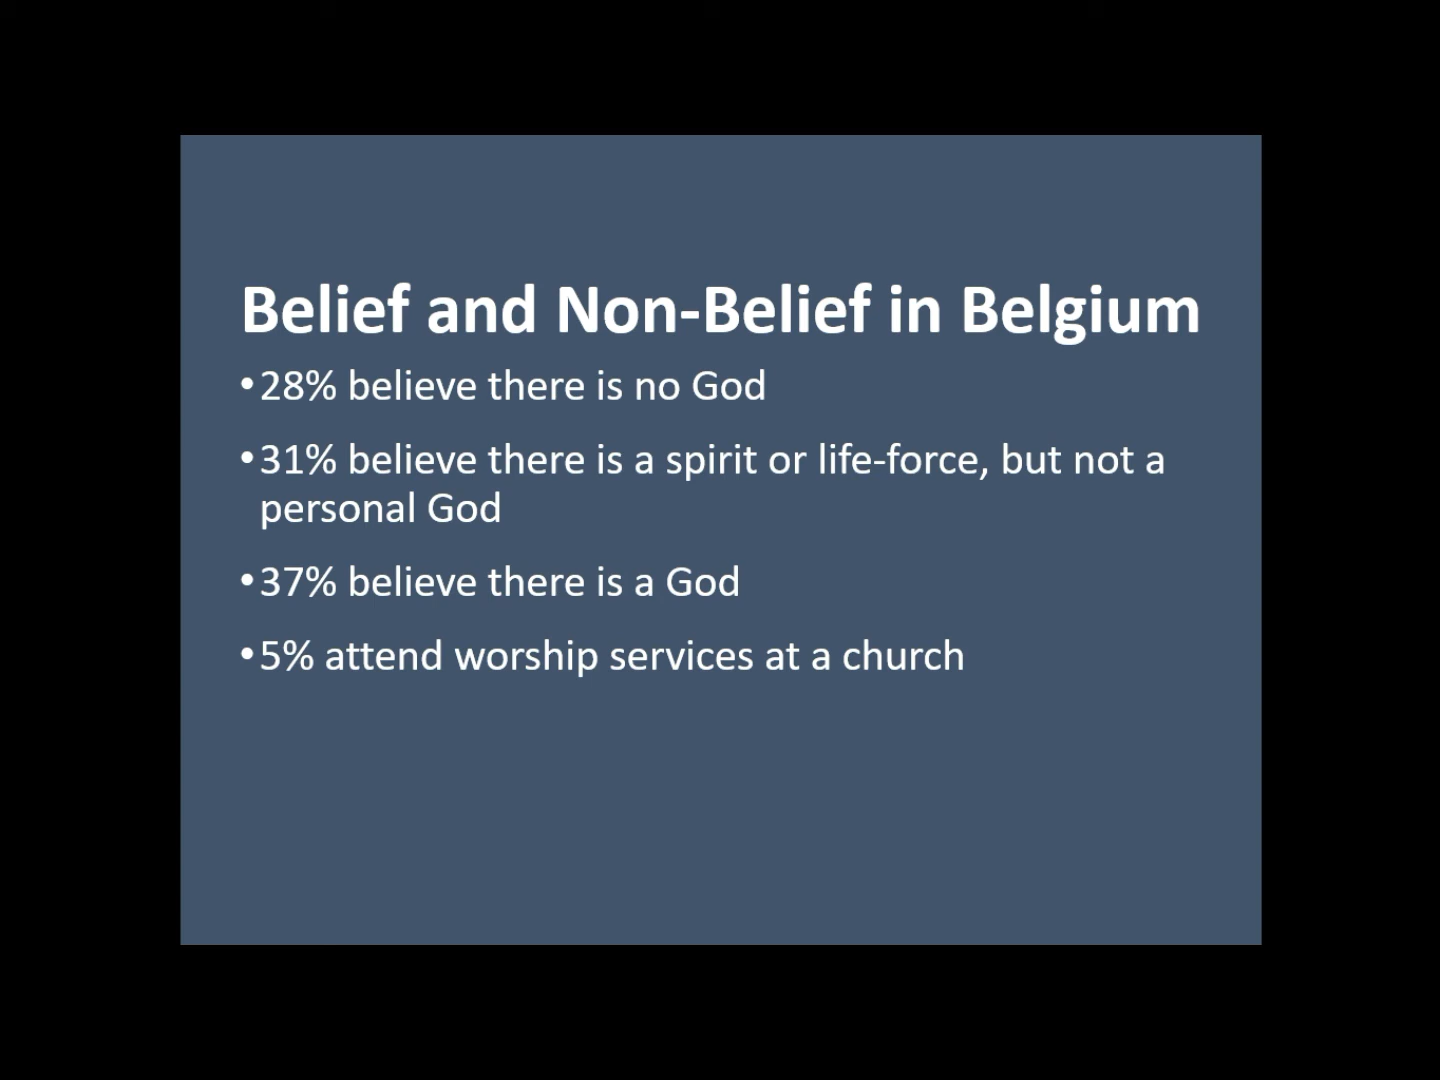 Belief and Non-Belief in Belgium
•28% believe there is no God
•31% believe there is a spirit or life-force, but not a
personal God
•37% believe there is a God
•5% attend worship services at a church